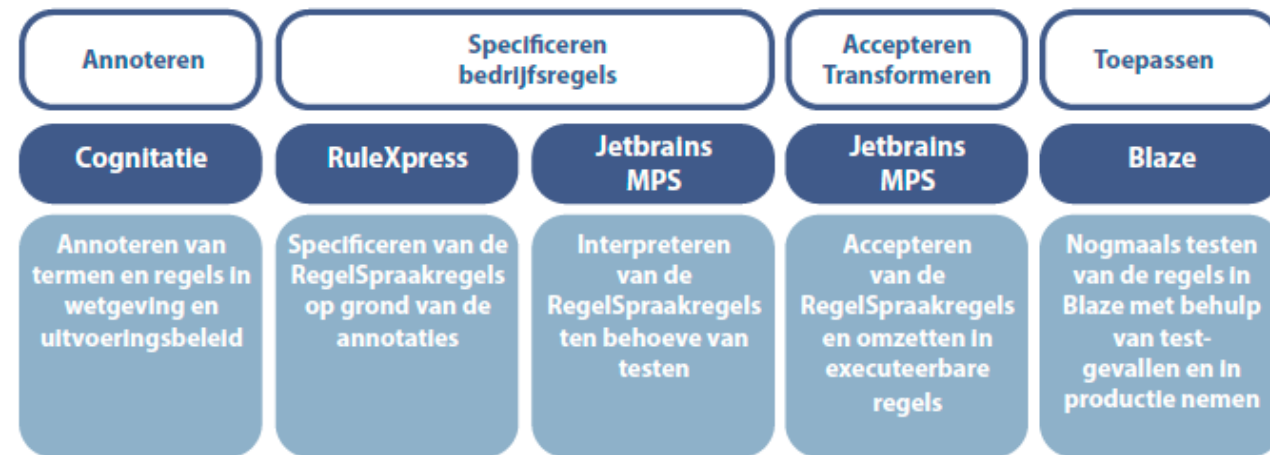 Annoteren
Specificeren
bedrijfsregels
Accepteren
Transformeren
Toepassen
Cognitatie
RuleXpress
Jetbrains
MPS
Jetbrains
MPS
Blaze
Annoteren van
termen en regels in
wetgeving en
uitvoeringsbeleid
Specificeren van de
RegelSpraakregels
op grond van de
annotaties
Interpreteren
van de
RegelSpraakregels
ten behoeve van
testen
Accepteren
van de
RegelSpraakregels
en omzetten in
executeerbare
regels
Nogmaals testen
van de regels in
Blaze met behulp
van test-
gevallen en in
productie nemen